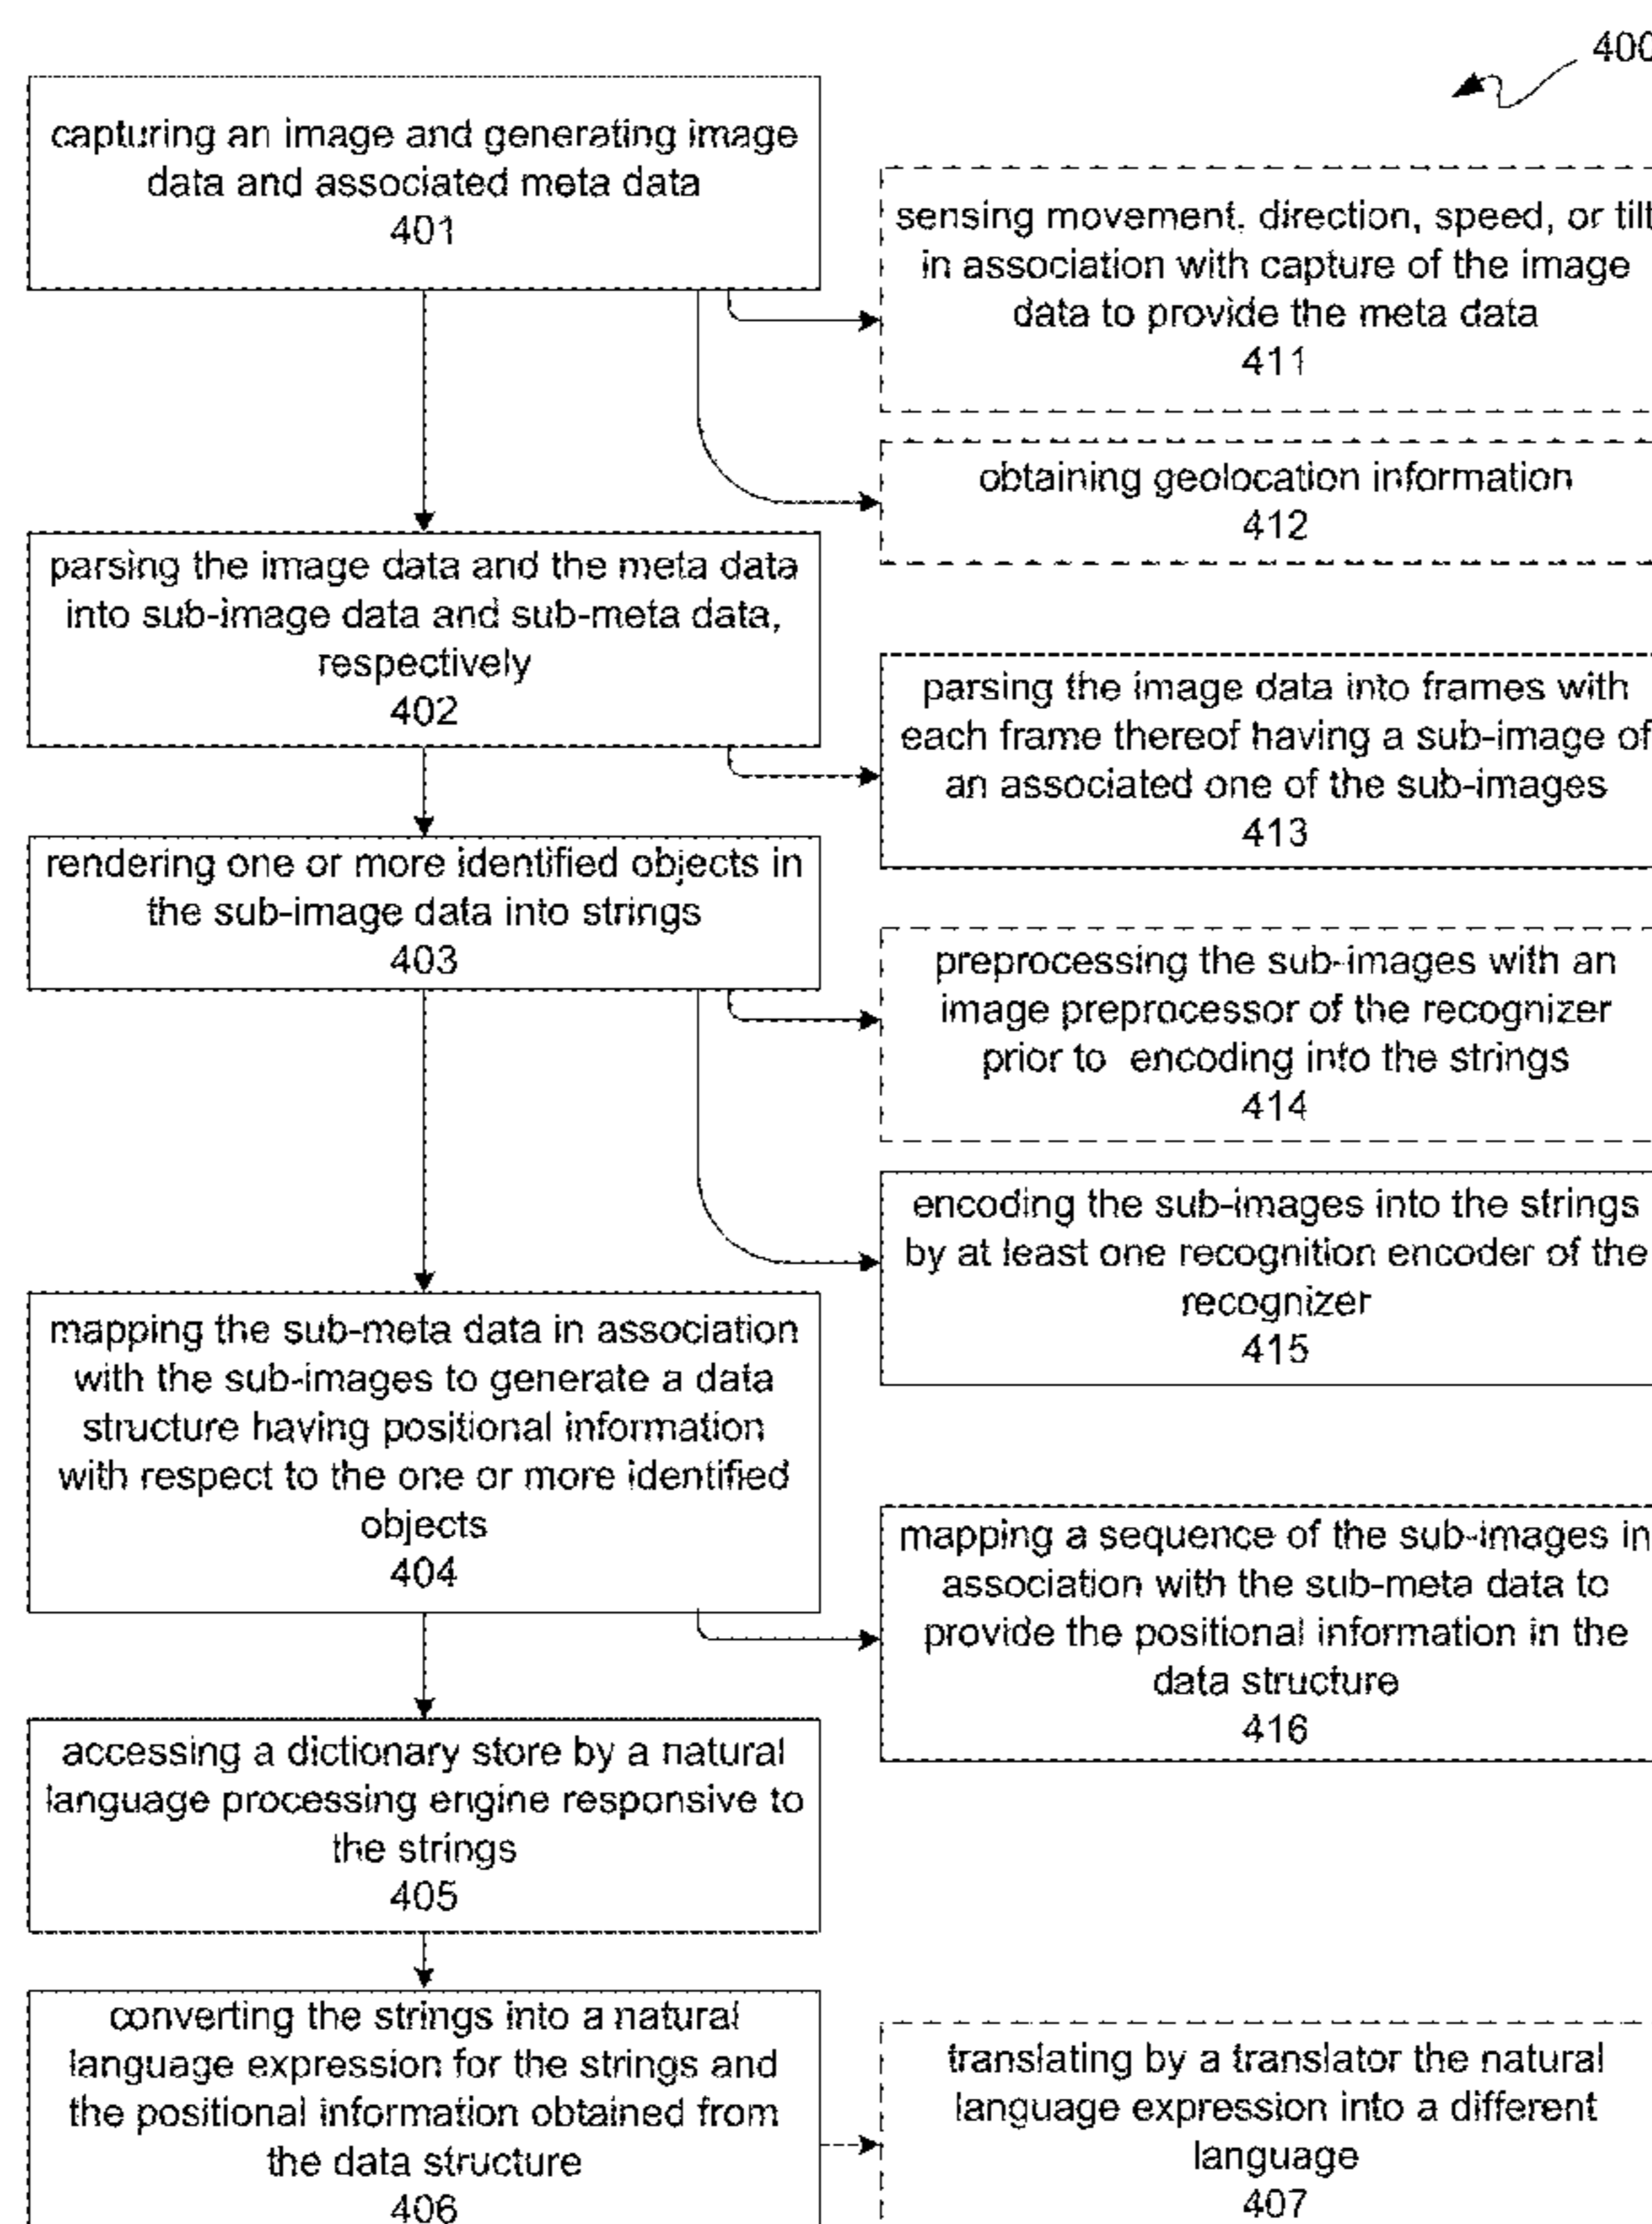 400
capturing an image and generating image
data and associated meta data
401
sensing movement, direction, speed, or tilt
in association with capture of the image
data to provide the meta data
411
obtaining geolocation information
412
parsing the image data and the meta data
into sub-image data and sub-meta data,
respectively
402
parsing the image data into frames with
each frame thereof having a sub-image of
an associated one of the sub-images
413
rendering one or more identified objects in
the sub-image data into strings
403
preprocessing the sub-images with an
image preprocessor of the recognizer
prior to encoding into the strings
414
encoding the sub-images into the strings
by at least one recognition encoder of the
recognizer
415
mapping the sub-meta data in association
with the sub-images to generate a data
structure having positional information
with respect to the one or more identified
objects
404
mapping a sequence of the sub-images in
association with the sub-meta data to
provide the positional information in the
data structure
416
accessing a dictionary store by a natural
language processing engine responsive to
the strings
405
converting the strings into a natural
language expression for the strings and
the positional information obtained from
the data structure
406
translating by a translator the natural
language expression into a different
language
407